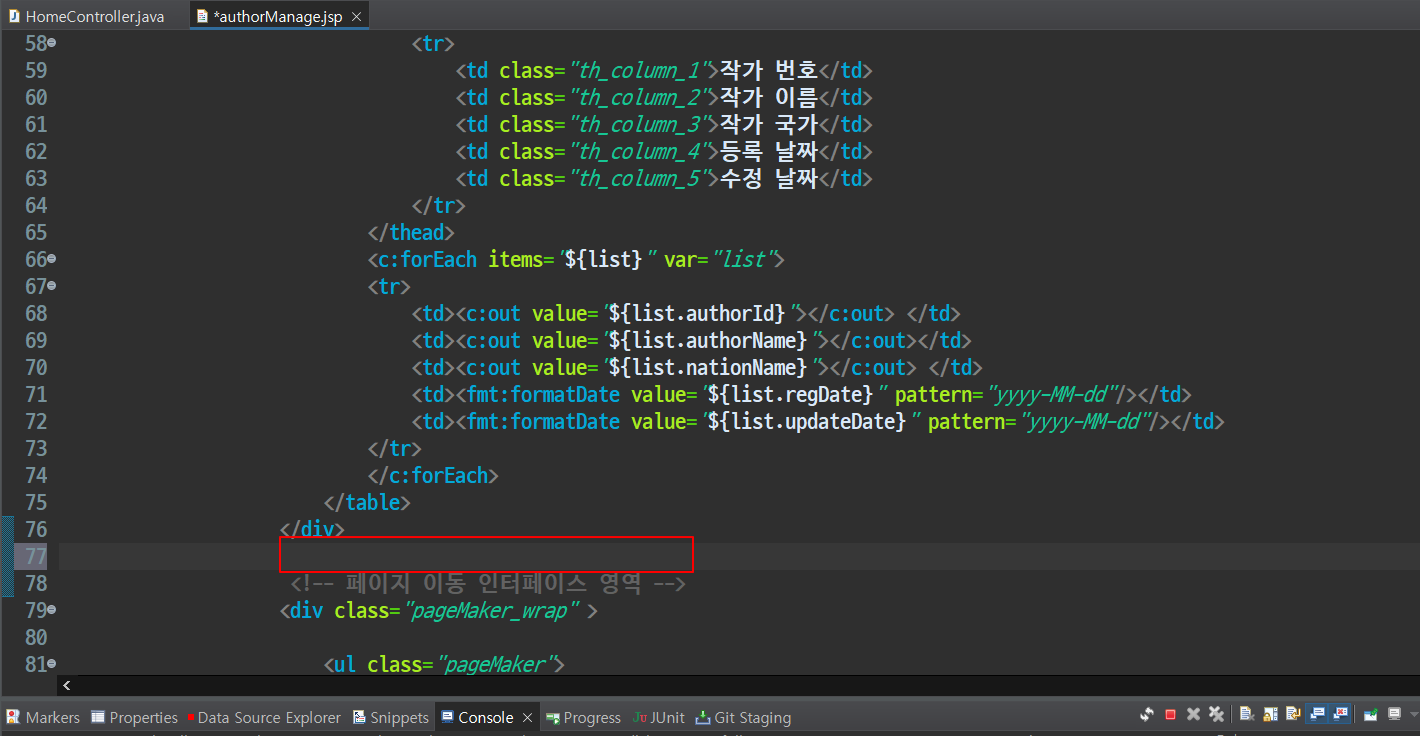 HomeController.java *authorManage.jsp
58 <tr>
59 <td class="th_column_1">작가 번호</td>
60 <td class="th_column_2">작가 이름</td>
61 <td class="th_column_3">작가 국가</td>
62 <td class="th_column_4">등록 날짜</td>
63 <td class="th_column_5">수정 날짜</td>
64 </tr>
65 </thead>
66 <c:forEach items="${list}" var="list">
67 <tr>
68 <td><c:out value="${list.authorId}"></c:out> </td>
69 <td><c:out value="${list.authorName}"></c:out></td>
70 <td><c:out value="${list.nationName}"></c:out> </td>
71 <td><fmt:formatDate value="${list.regDate}" pattern="yyyy-MM-dd"/></td>
72 <td><fmt:formatDate value="${list.updateDate}" pattern="yyyy-MM-dd"/></td>
73 </tr>
74 </c:forEach>
75 </table>
76 </div>
77
78 <!-- 페이지 이동 인터페이스 영역 -->
79 <div class="pageMaker_wrap" >
80
81 <ul class="pageMaker">
Markers Properties Data Source Explorer Snippets Console Progress JUnit Git Staging